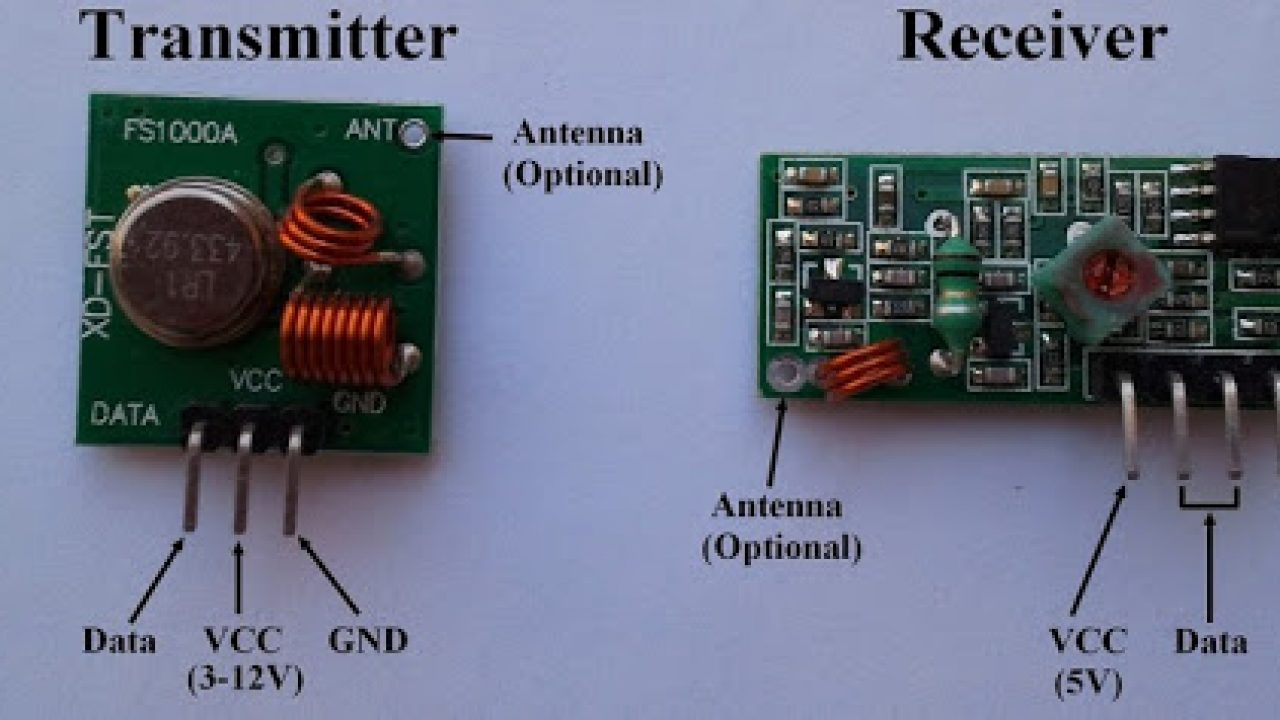 Transmitter
Receiver
FS1000A
ANT
Antenna
(Optional)
XD-FST
433.92
LP1
VCC
GND
DATA
Antenna
(Optional)
Data
VCC
(3-12V)
GND
VCC
(5V)
Data